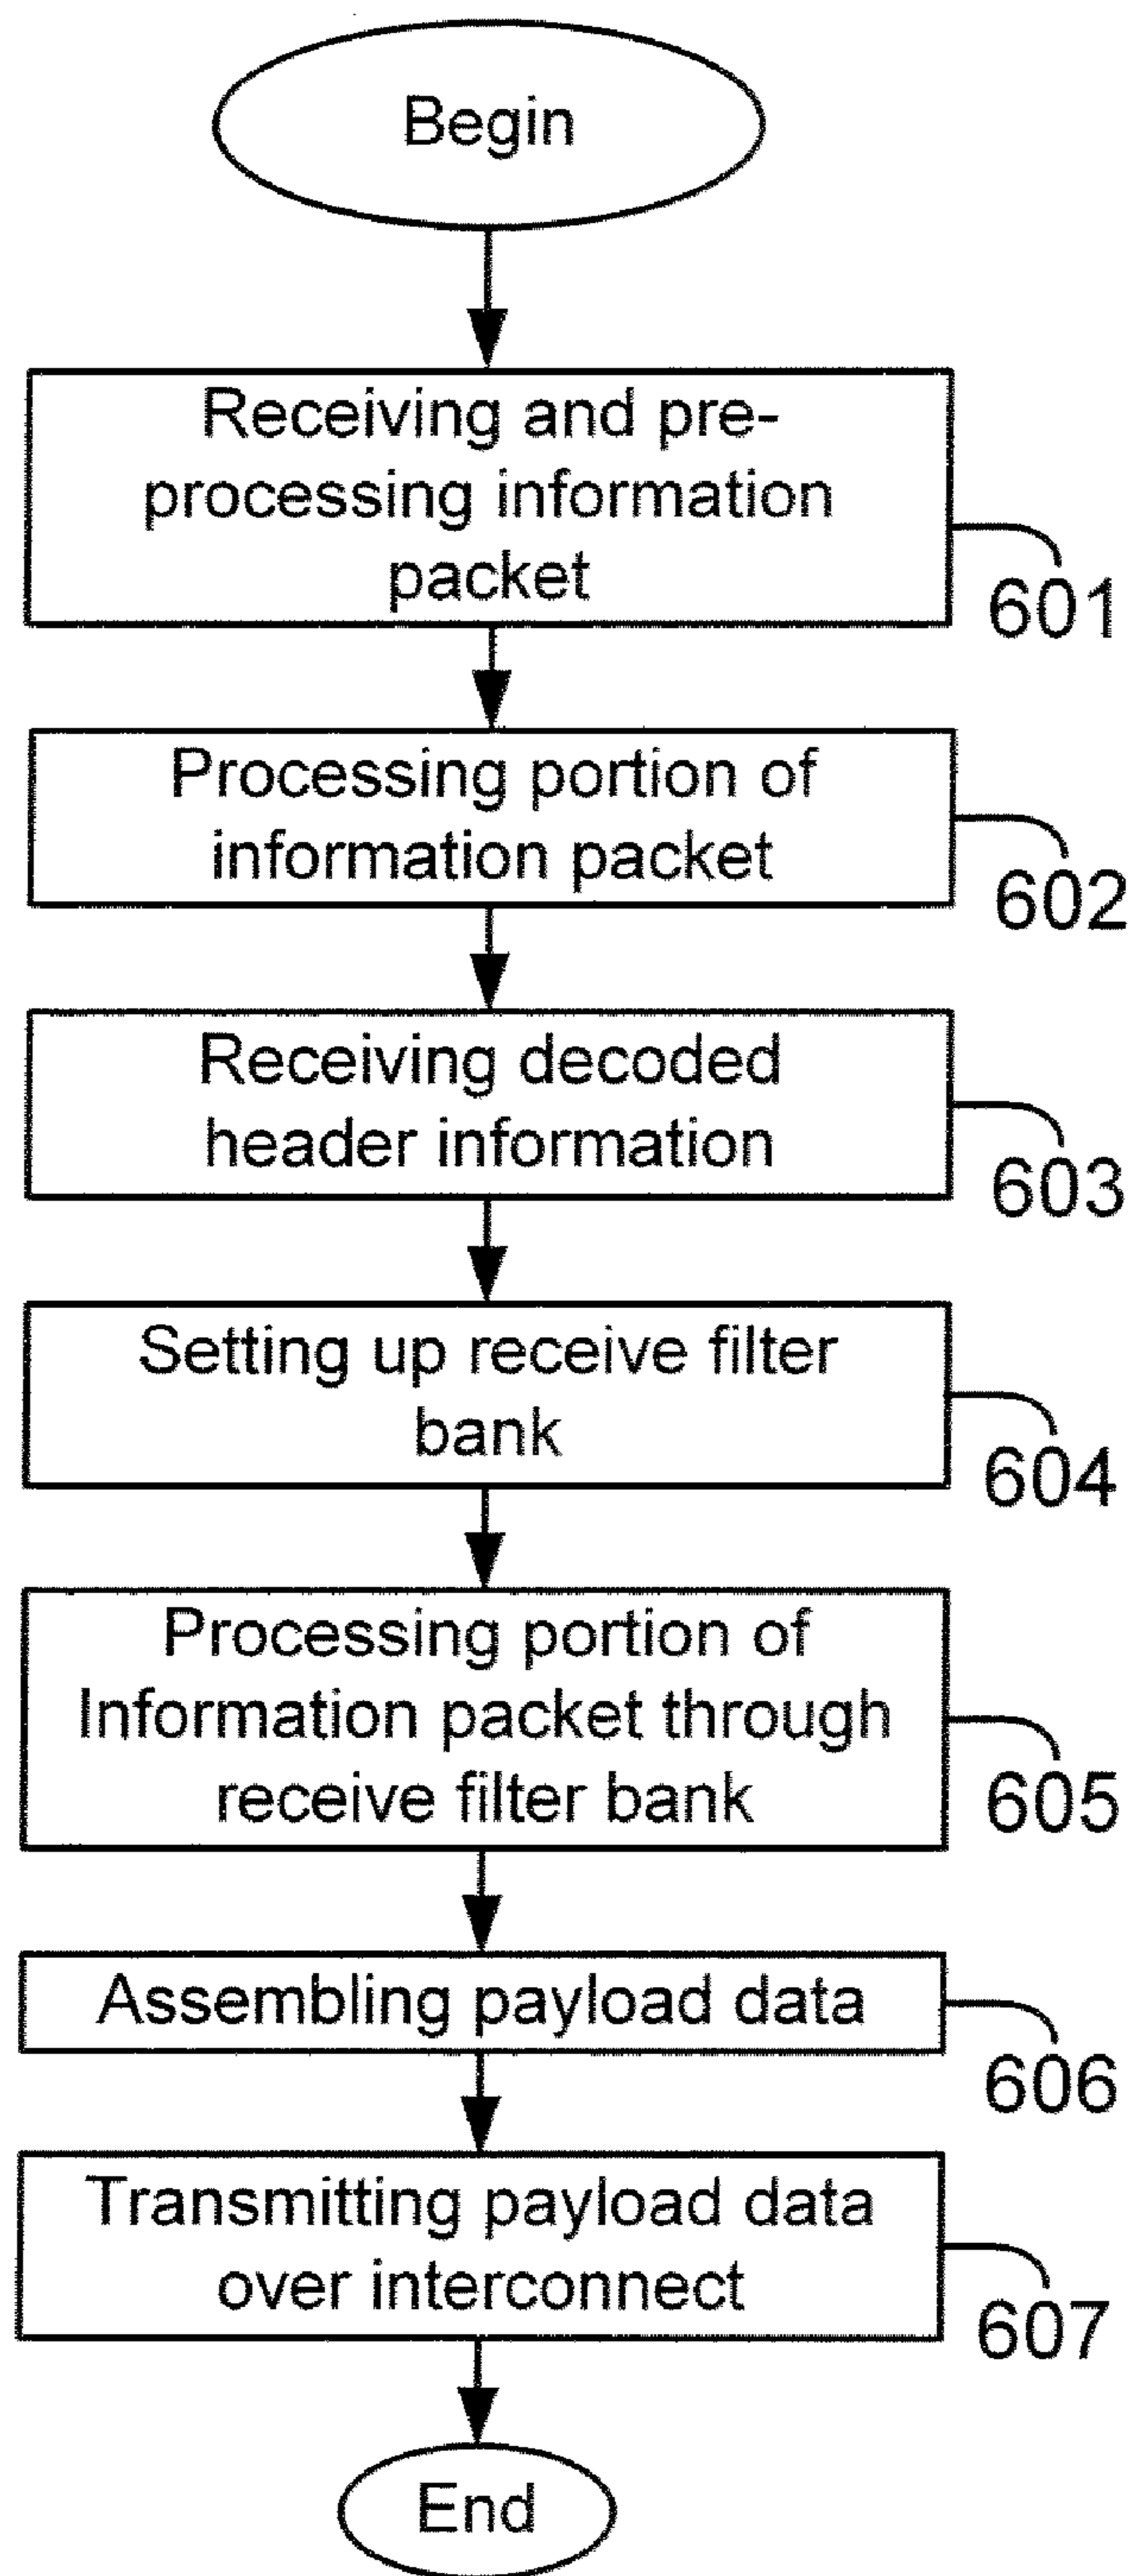 Begin
Receiving and pre-
processing information
packet
601
Processing portion of
information packet
602
Receiving decoded
header information
603
Setting up receive filter
bank
604
Processing portion of
Information packet through
receive filter bank
605
Assembling payload data
606
Transmitting payload data
over interconnect
607
End